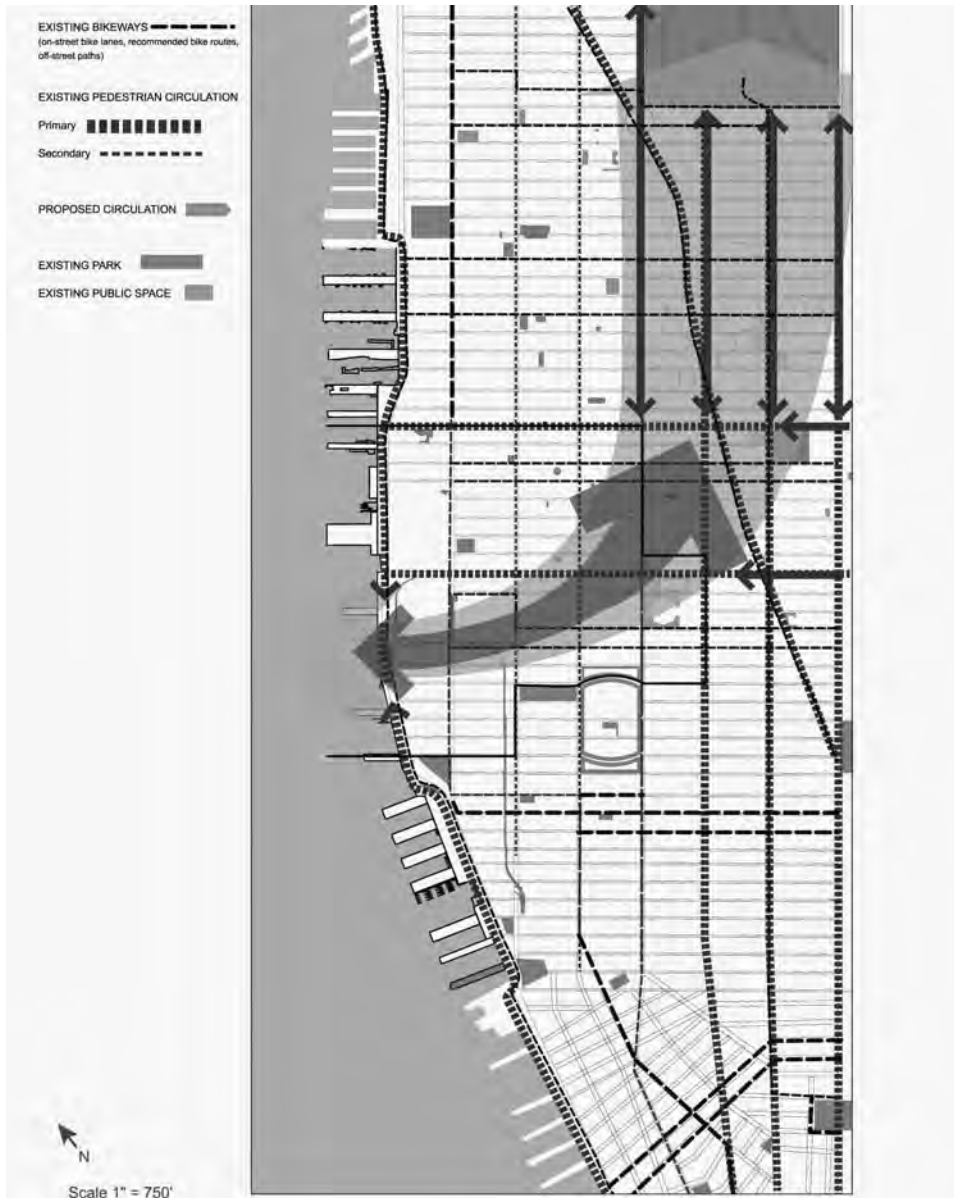 EXISTING BIKEWAYS
(on-street bike lanes, recommended bike routes,
off-street paths)
EXISTING PEDESTRIAN CIRCULATION
Primary
Secondary
PROPOSED CIRCULATION
EXISTING PARK
EXISTING PUBLIC SPACE
N
Scale 1" = 750'